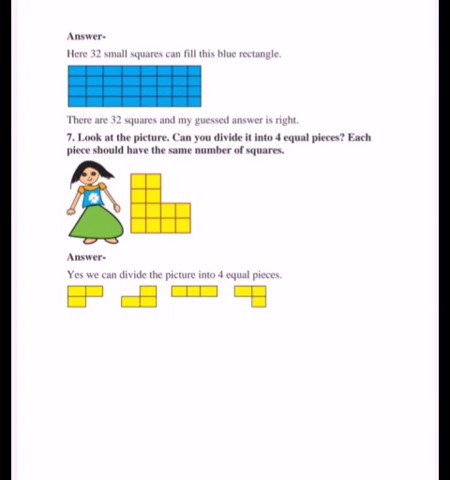 Answer-
Here 32 small squares can fill this blue rectangle.
There are 32 squares and my guessed answer is right.
7. Look at the picture. Can you divide it into 4 equal pieces? Each
piece should have the same number of squares.
Answer-
Yes we can divide the picture into 4 equal pieces.